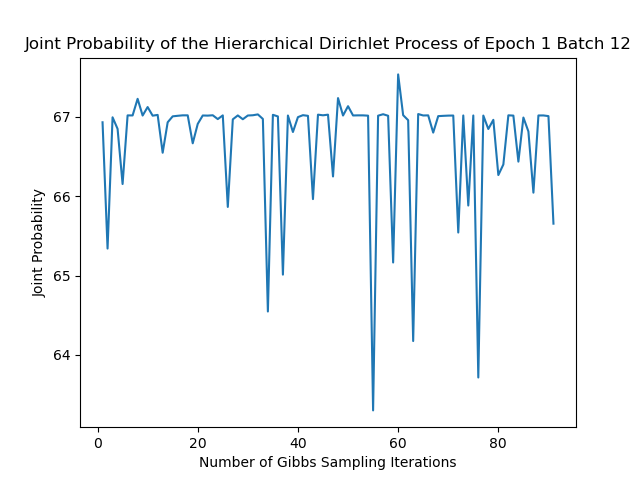 Joint Probability of the Hierarchical Dirichlet Process of Epoch 1 Batch 12
67
66
65
64
Joint Probability
0 20 40 60 80
Number of Gibbs Sampling Iterations